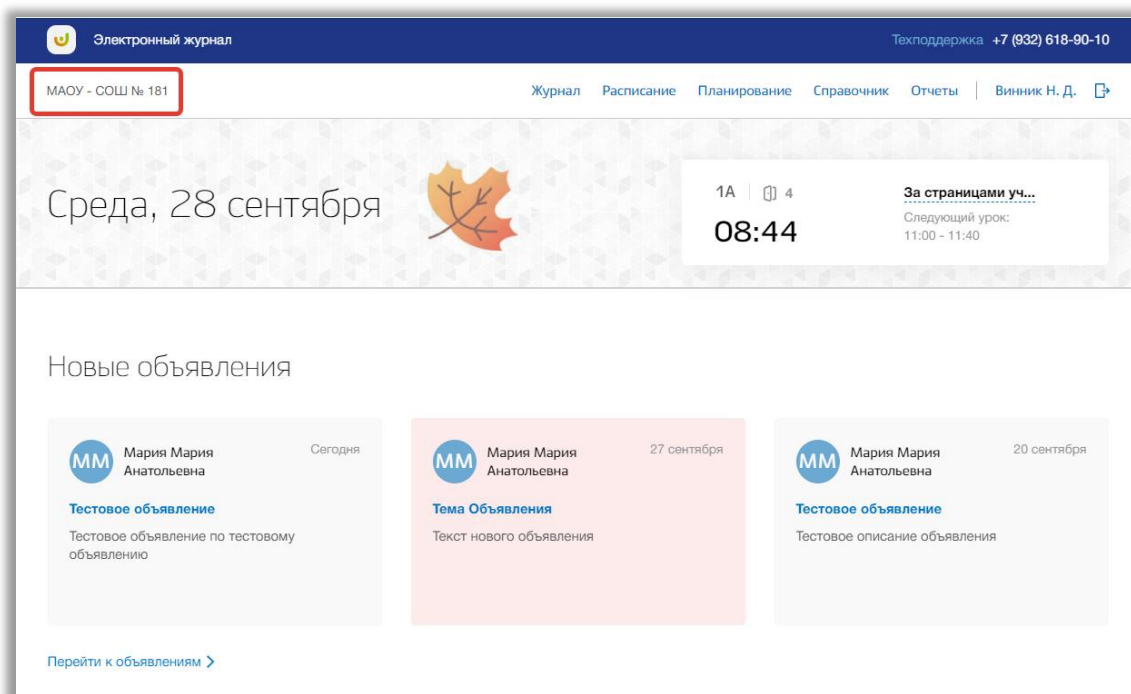 Электронный журнал
Техподдержка +7 (932) 618-90-10
МАОУ - СОШ № 181
Журнал Расписание Планирование Справочник Отчеты Винник Н. Д.
Среда, 28 сентября
1А 4
08:44
За страницами уч...
Следующий урок:
11:00 - 11:40
Новые объявления
ММ
Мария Мария
Анатольевна
Сегодня
Тестовое объявление
Тестовое объявление по тестовому
объявлению
ММ
Мария Мария
Анатольевна
27 сентября
Тема Объявления
Текст нового объявления
ММ
Мария Мария
Анатольевна
20 сентября
Тестовое объявление
Тестовое описание объявления
Перейти к объявлениям